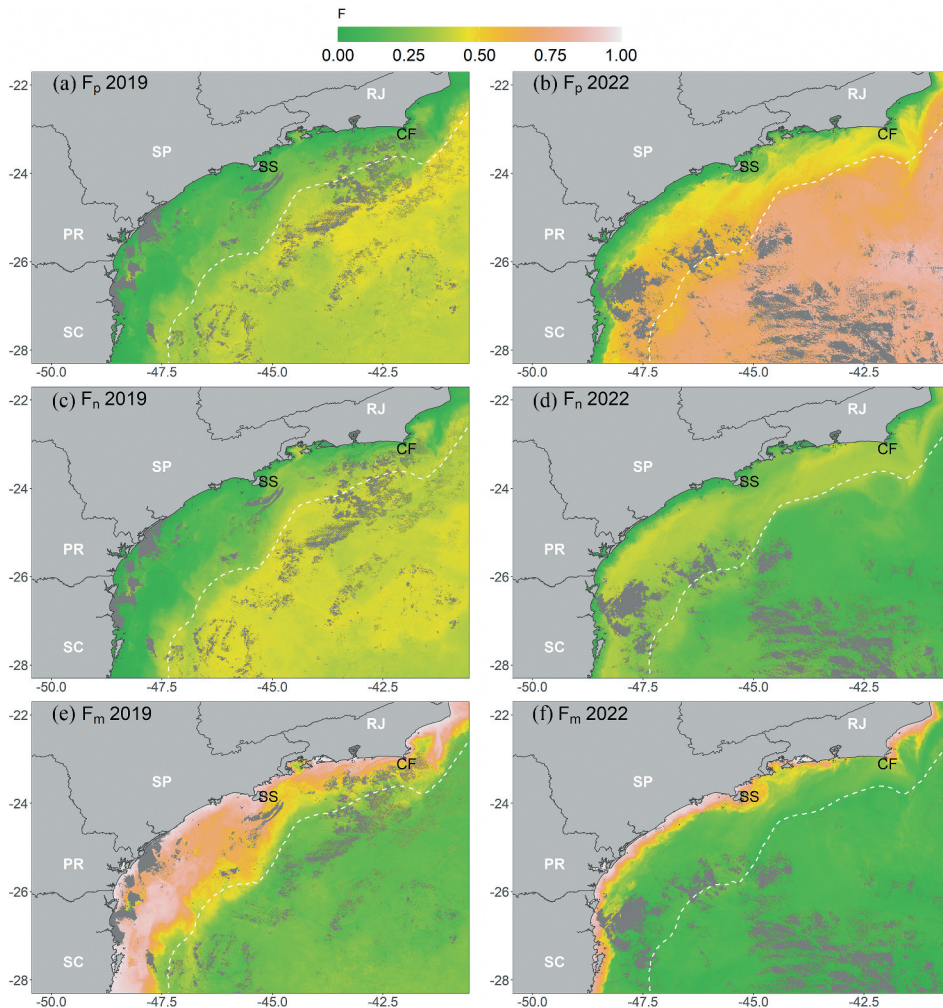 F
0.00 0.25 0.50 0.75 1.00
(a) Fp 2019
(b) Fp 2022
-22
-24
-26
-28
RJ
SP
CF
SS
PR
SC
-50.0 -47.5 -45.0 -42.5
-22
-24
-26
-28
RJ
SP
CF
SS
PR
SC
-50.0 -47.5 -45.0 -42.5
(c) Fn 2019
(d) Fn 2022
-22
-24
-26
-28
RJ
SP
CF
SS
PR
SC
-50.0 -47.5 -45.0 -42.5
-22
-24
-26
-28
RJ
SP
CF
SS
PR
SC
-50.0 -47.5 -45.0 -42.5
(e) Fm 2019
(f) Fm 2022
-22
-24
-26
-28
RJ
SP
CF
SS
PR
SC
-50.0 -47.5 -45.0 -42.5
-22
-24
-26
-28
RJ
SP
CF
SS
PR
SC
-50.0 -47.5 -45.0 -42.5